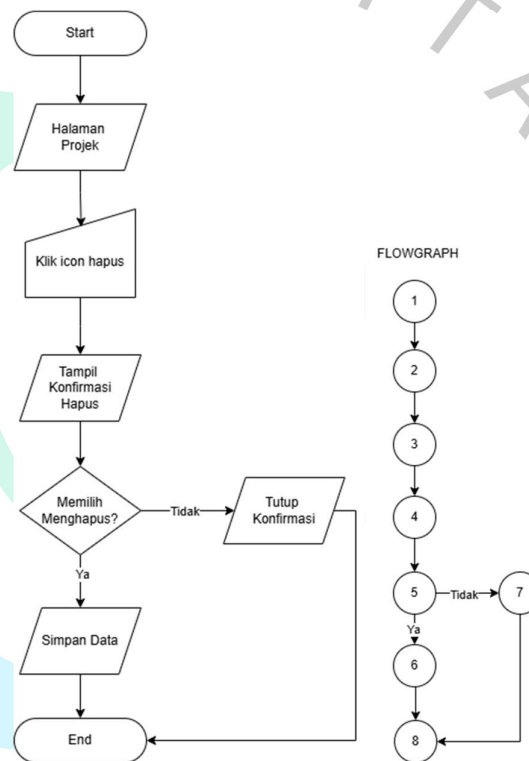 Start
Halaman
Projek
Klik icon hapus
Tampil
Konfirmasi
Hapus
Memilih
Menghapus?
Tidak
Tutup
Konfirmasi
Ya
Simpan Data
End
FLOWGRAPH
1
2
3
4
5
Tidak
7
Ya
6
8